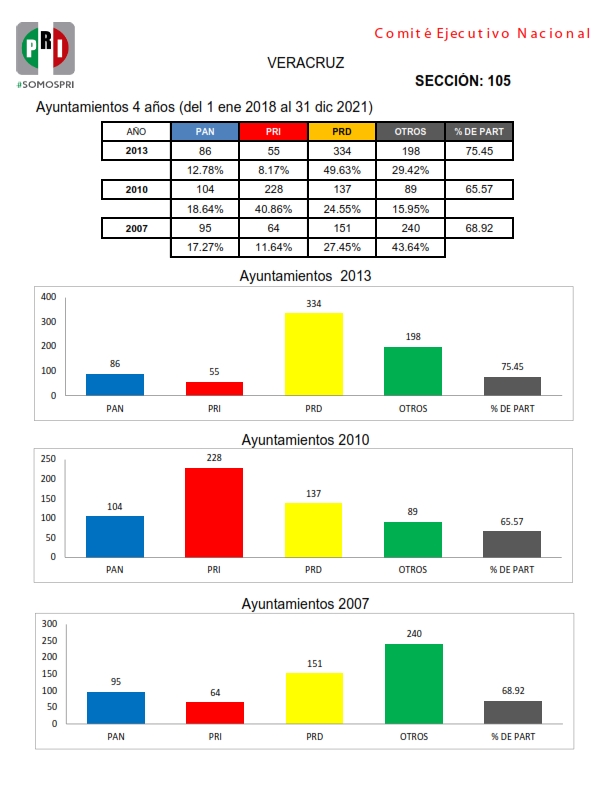 PRI
#SOMOSPRI
Comité Ejecutivo Nacional
VERACRUZ
SECCIÓN: 105
Ayuntamientos 4 años (del 1 ene 2018 al 31 dic 2021)
AÑO PAN PRI PRD OTROS % DE PART
2013 86 55 334 198 75.45
12.78% 8.17% 49.63% 29.42%
2010 104 228 137 89 65.57
18.64% 40.86% 24.55% 15.95%
2007 95 64 151 240 68.92
17.27% 11.64% 27.45% 43.64%
Ayuntamientos 2013
400
300
200
100
0
86 55 334 198 75.45
PAN PRI PRD OTROS % DE PART
Ayuntamientos 2010
250
200
150
100
50
0
104 228 137 89 65.57
PAN PRI PRD OTROS % DE PART
Ayuntamientos 2007
300
250
200
150
100
50
0
95 64 151 240 68.92
PAN PRI PRD OTROS % DE PART